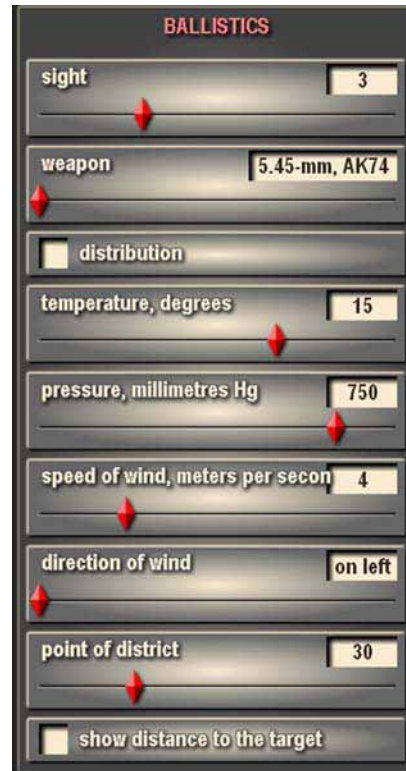 BALLISTICS
sight 3
weapon 5.45-mm, AK74
distribution
temperature, degrees 15
pressure, millimetres Hg 750
speed of wind, meters per secon 4
direction of wind on left
point of district 30
show distance to the target